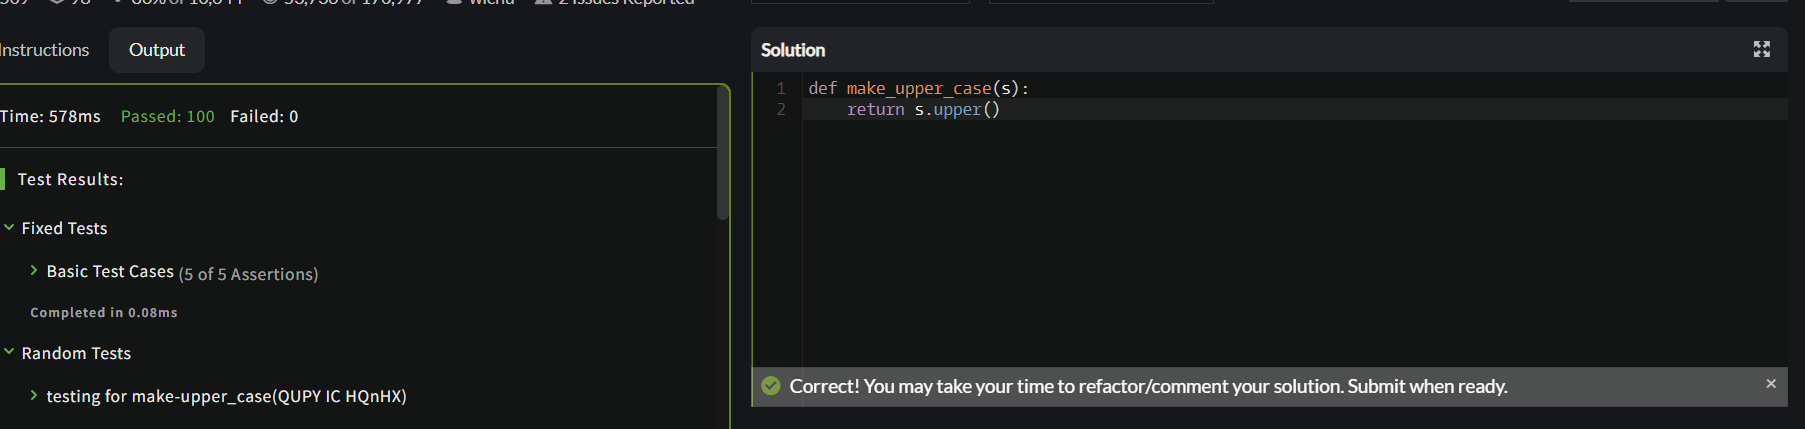 Instructions
Output
Time: 578ms Passed: 100 Failed: 0
Test Results:
Fixed Tests
Basic Test Cases (5 of 5 Assertions)
Completed in 0.08ms
Random Tests
testing for make-upper_case(QUPY IC HQnHX)
Solution
1 def make_upper_case(s):
2 return s.upper()
Correct! You may take your time to refactor/comment your solution. Submit when ready.